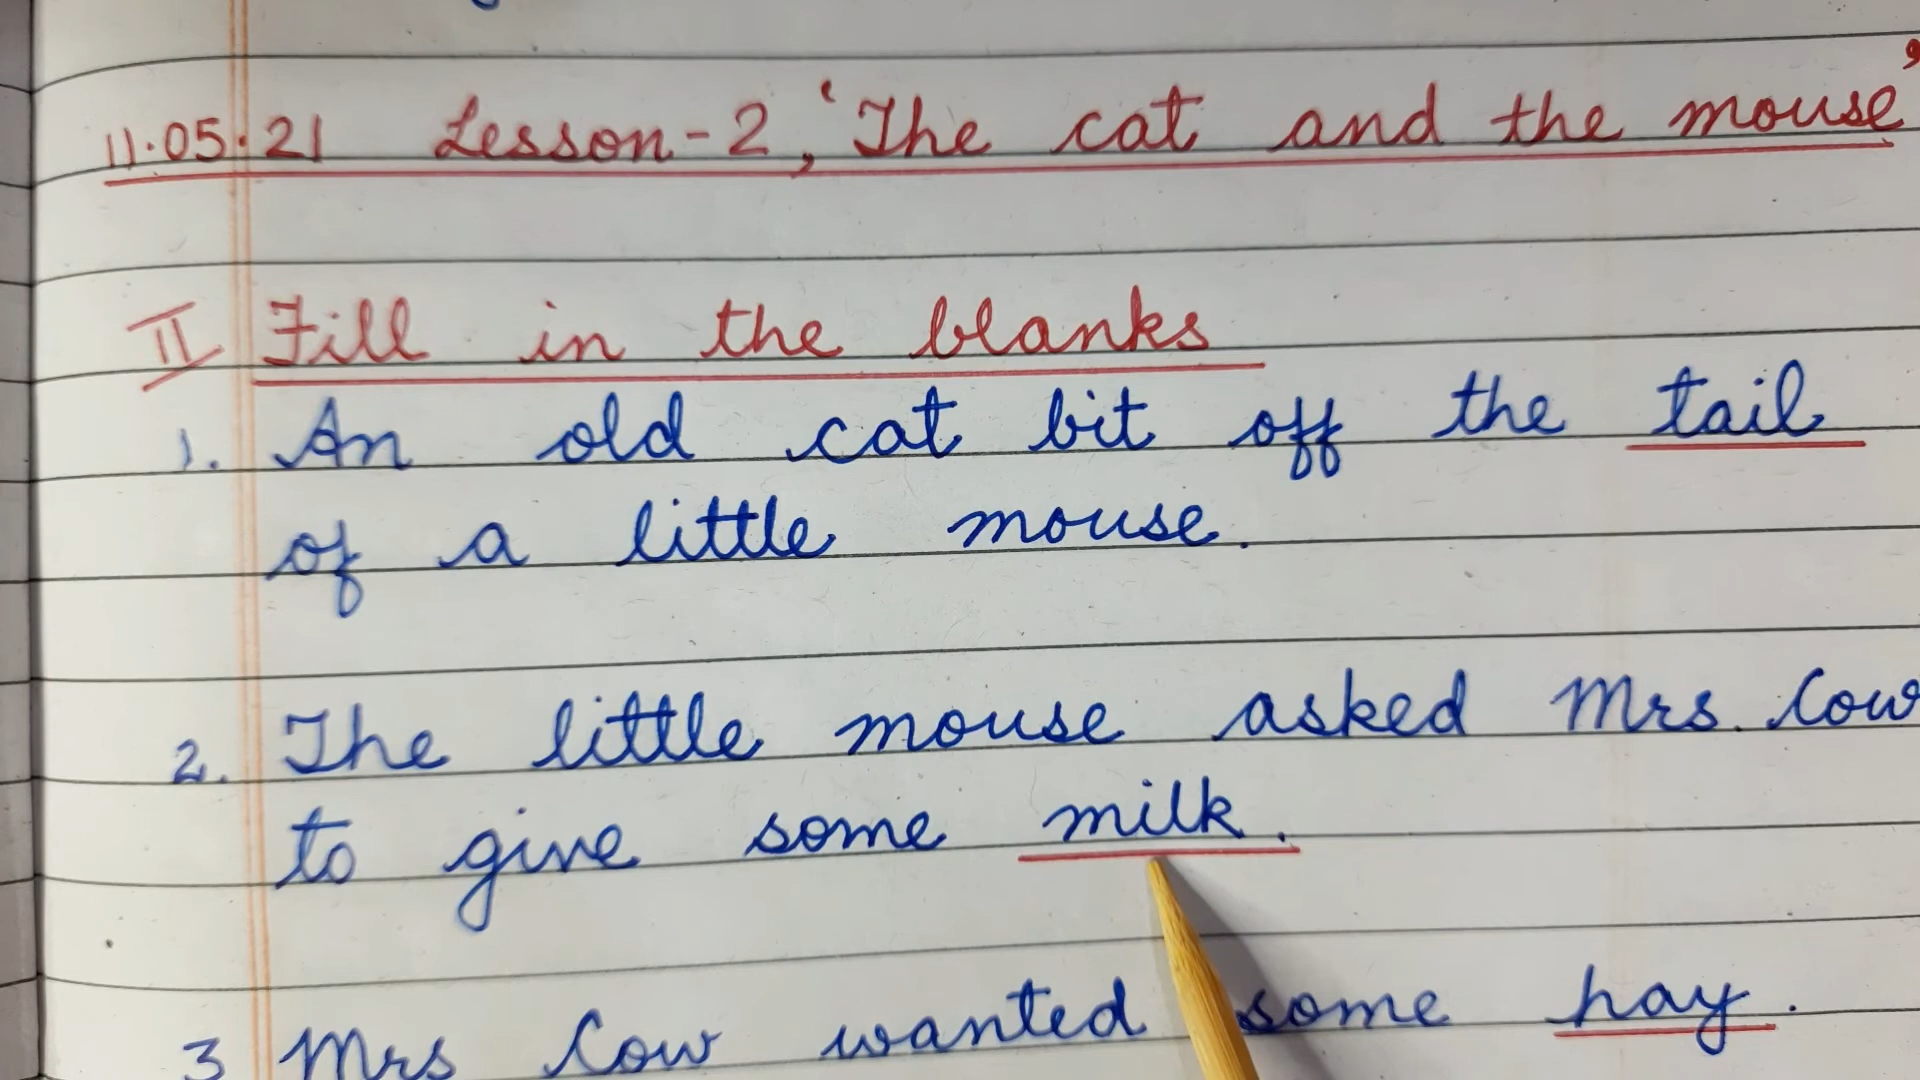 11.05.21 Lesson-2, 'The cat and the mouse'
II Fill in the blanks
1. An old cat bit off the tail
of a little mouse.
2. The little mouse asked Mrs. Cow
to give some milk.
3 Mrs Cow wanted some hay.